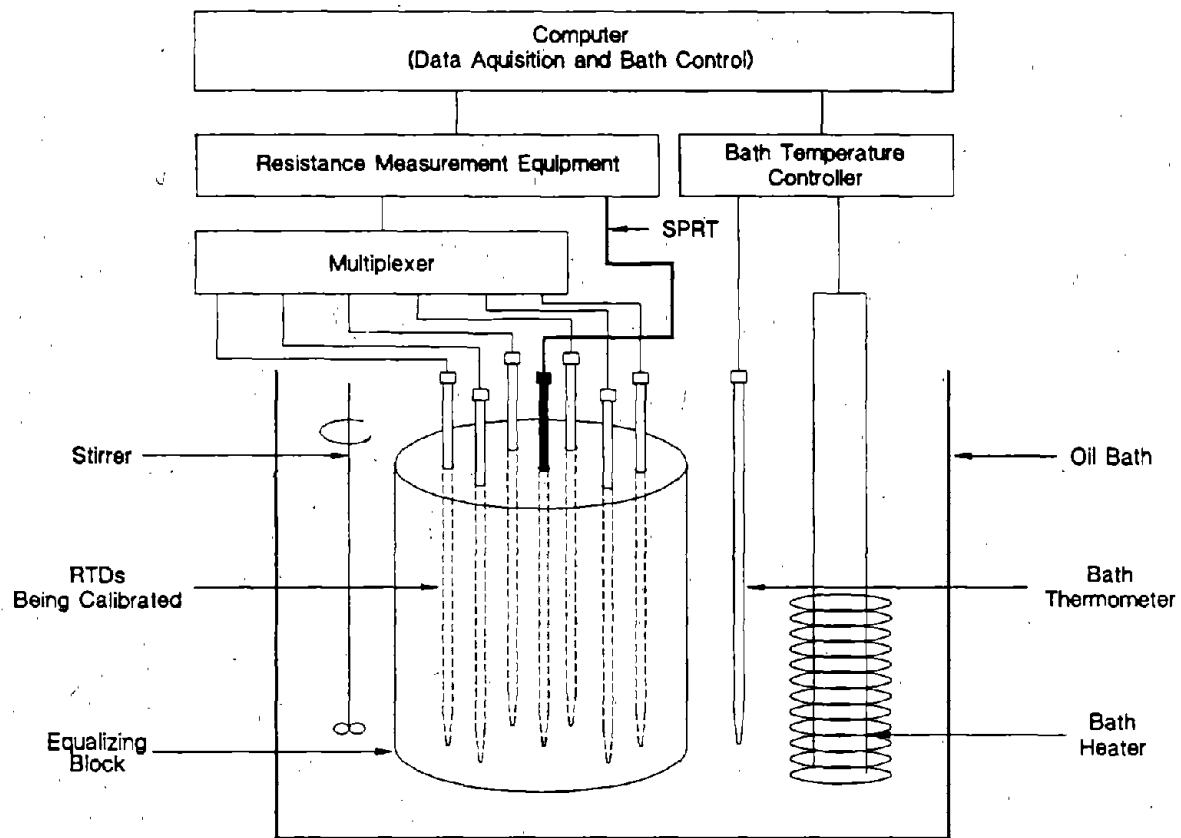 Computer
(Data Aquisition and Bath Control)
Resistance Measurement Equipment
Bath Temperature
Controller
SPRT
Multiplexer
Stirrer
Oil Bath
RTDs
Being Calibrated
Bath
Thermometer
Equalizing
Block
Bath
Heater